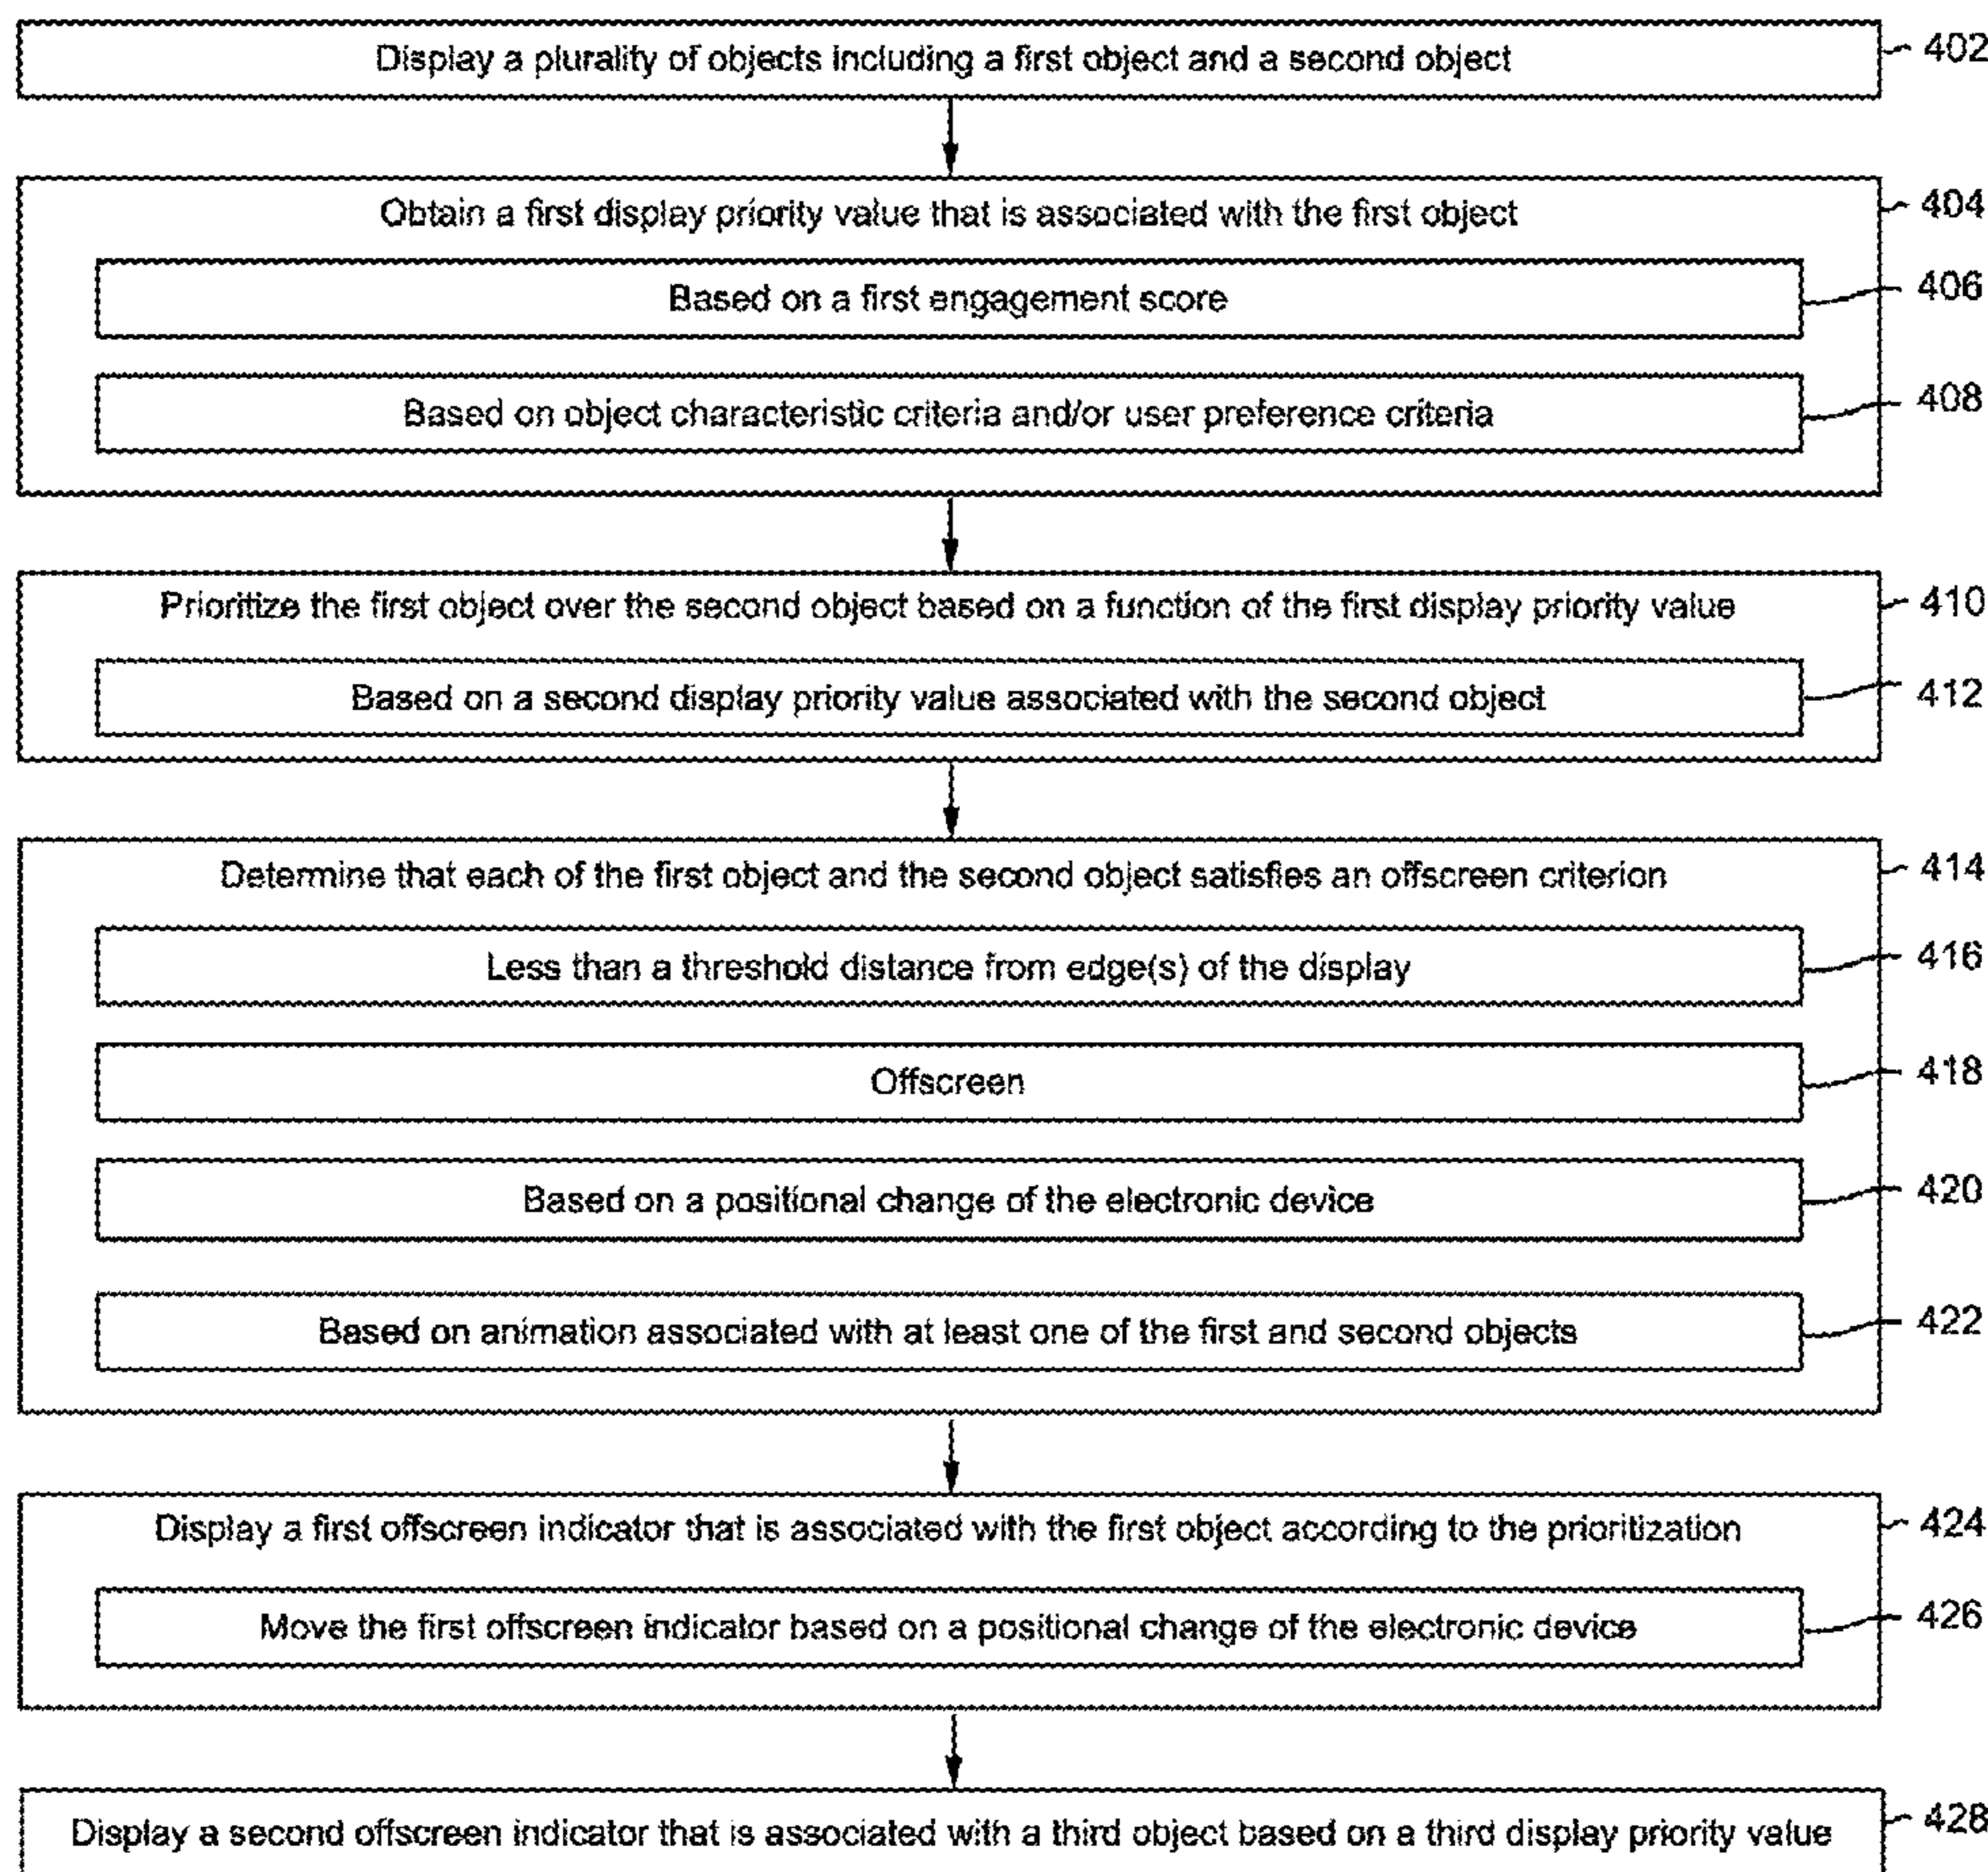 Display a plurality of objects including a first object and a second object 402
Obtain a first display priority value that is associated with the first object 404
Based on a first engagement score 406
Based on object characteristic criteria and/or user preference criteria 408
Prioritize the first object over the second object based on a function of the first display priority value 410
Based on a second display priority value associated with the second object 412
Determine that each of the first object and the second object satisfies an offscreen criterion 414
Less than a threshold distance from edge(s) of the display 416
Offscreen 418
Based on a positional change of the electronic device 420
Based on animation associated with at least one of the first and second objects 422
Display a first offscreen indicator that is associated with the first object according to the prioritization 424
Move the first offscreen indicator based on a positional change of the electronic device 426
Display a second offscreen indicator that is associated with a third object based on a third display priority value 428